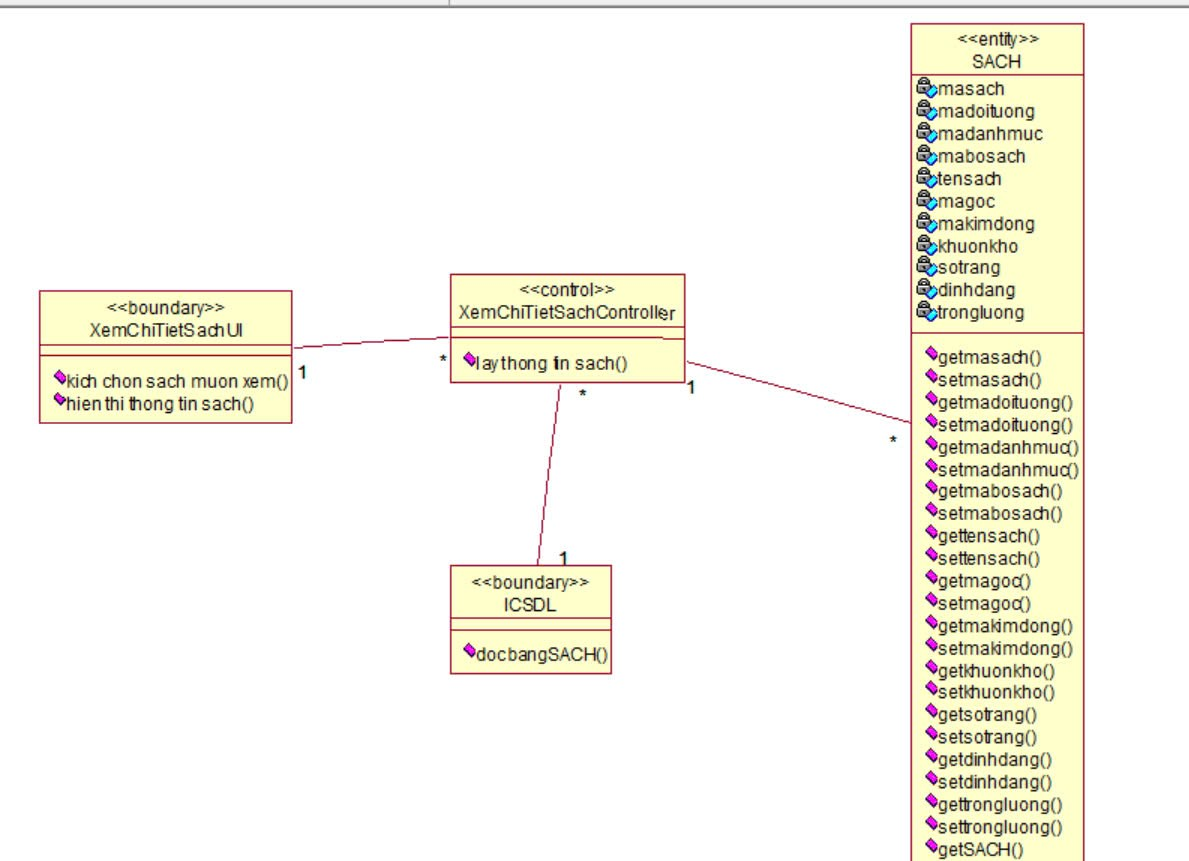 <<entity>>
SACH
masach
madoituong
madanhmuc
mabosach
tensach
magoc
makimdong
khuonkho
sotrang
dinhdang
trongluong
getmasach()
setmasach()
getmadoituong()
setmadoituong()
getmadanhmuc()
setmadanhmuc()
getmabosach()
setmabosach()
gettensach()
settensach()
getmagoc()
setmagoc()
getmakimdong()
setmakimdong()
getkhuonkho()
setkhuonkho()
getsotrang()
setsotrang()
getdinhdang()
setdinhdang()
gettrongluong()
settrongluong()
getSACH()
<<boundary>>
XemChiTietSachUI
kich chon sach muon xem()
hien thi thong tin sach()
1
*
<<control>>
XemChiTietSachController
lay thong tin sach()
*
1
*
1
<<boundary>>
ICSDL
docbangSACH()